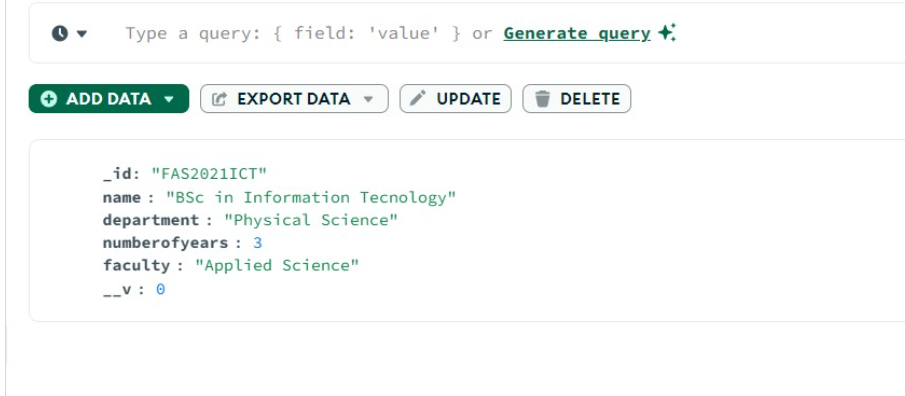 Type a query: { field: 'value' } or Generate query
ADD DATA EXPORT DATA UPDATE DELETE
_id: "FAS2021ICT"
name : "BSc in Information Tecnology"
department : "Physical Science"
numberofyears : 3
faculty : "Applied Science"
__v : 0